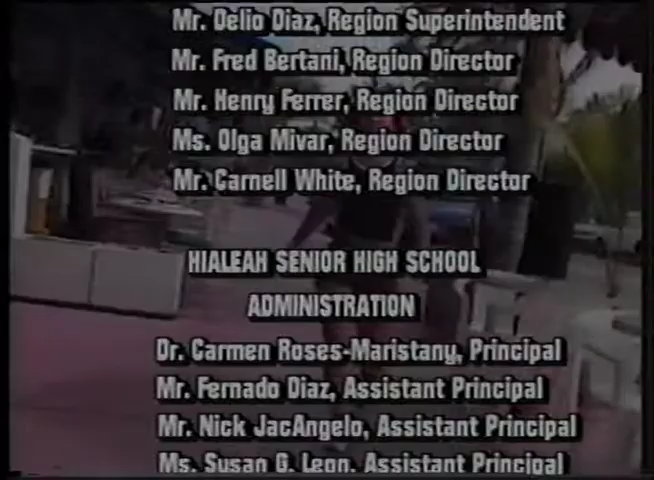 Mr. Delio Diaz, Region Superintendent
Mr. Fred Bertani, Region Director
Mr. Henry Ferrer, Region Director
Ms. Olga Mivar, Region Director
Mr. Carnell White, Region Director
HIALEAH SENIOR HIGH SCHOOL
ADMINISTRATION
Dr. Carmen Roses-Maristany, Principal
Mr. Fernado Diaz, Assistant Principal
Mr. Nick JacAngelo, Assistant Principal
Ms. Susan G. Leon, Assistant Principal